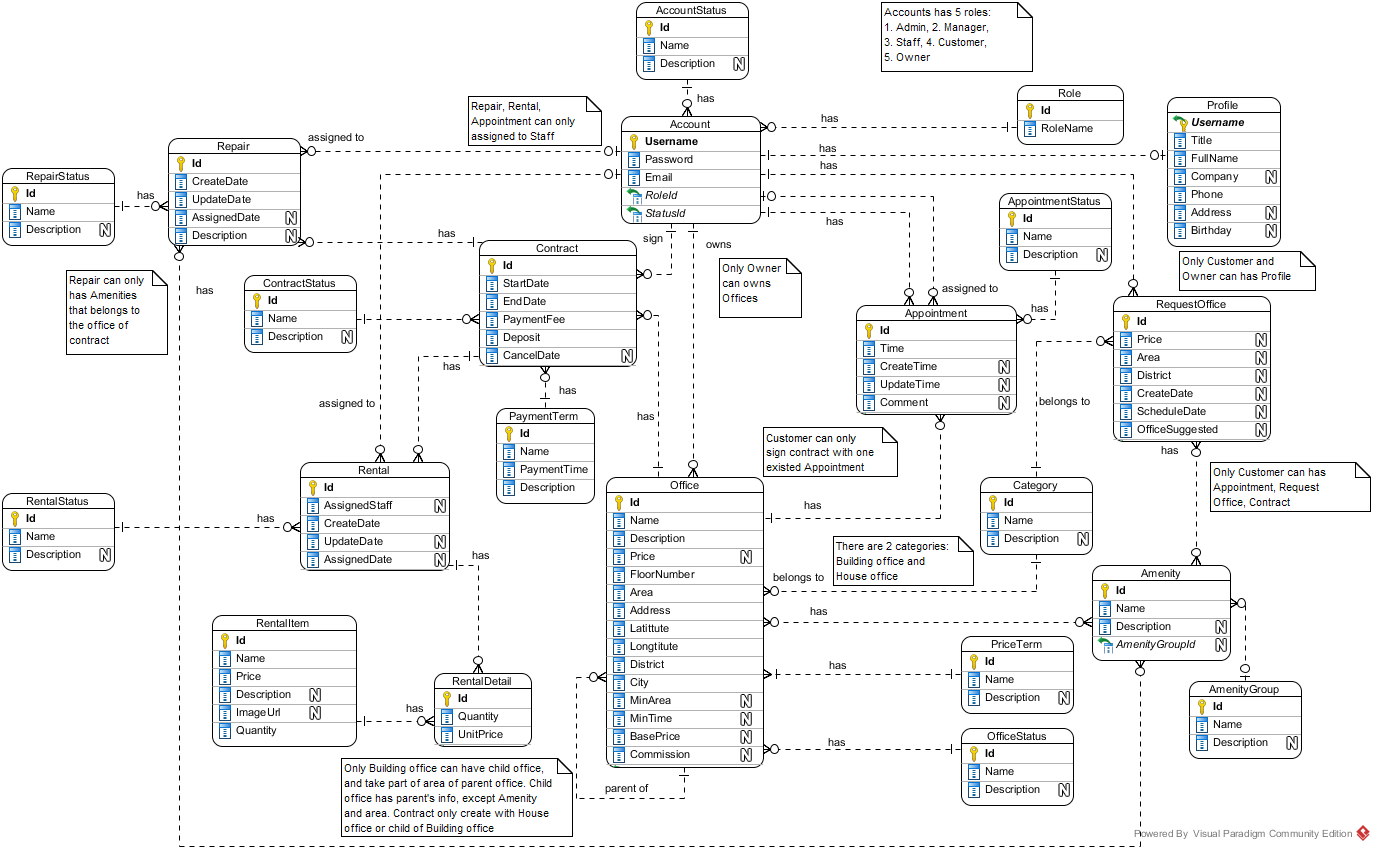 AccountStatus
Id
Name
Description
Accounts has 5 roles:
1. Admin, 2. Manager,
3. Staff, 4. Customer,
5. Owner
has
Repair, Rental,
Appointment can only
assigned to Staff
Account
Username
Password
Email
RoleId
StatusId
has
Role
Id
RoleName
Profile
Username
Title
FullName
Company
Phone
Address
Birthday
has
has
has
assigned to
Repair
Id
CreateDate
UpdateDate
AssignedDate
Description
RepairStatus
Id
Name
Description
has
AppointmentStatus
Id
Name
Description
has
sign
owns
Contract
Id
StartDate
EndDate
PaymentFee
Deposit
CancelDate
Only Owner
can owns
Offices
Only Customer and
Owner can has Profile
Repair can only
has Amenities
that belongs to
the office of
contract
has
ContractStatus
Id
Name
Description
has
assigned to
has
Appointment
Id
Time
CreateTime
UpdateTime
Comment
RequestOffice
Id
Price
Area
District
CreateDate
ScheduleDate
OfficeSuggested
has
has
assigned to
PaymentTerm
Id
Name
PaymentTime
Description
has
belongs to
Customer can only
sign contract with one
existed Appointment
has
Only Customer can has
Appointment, Request
Office, Contract
Rental
Id
AssignedStaff
CreateDate
UpdateDate
AssignedDate
RentalStatus
Id
Name
Description
has
Office
Id
Name
Description
Price
FloorNumber
Area
Address
Latittute
Longtitute
District
City
MinArea
MinTime
BasePrice
Commission
has
Category
Id
Name
Description
There are 2 categories:
Building office and
House office
belongs to
has
has
Amenity
Id
Name
Description
AmenityGroupId
RentalItem
Id
Name
Price
Description
ImageUrl
Quantity
has
RentalDetail
Id
Quantity
UnitPrice
has
PriceTerm
Id
Name
Description
AmenityGroup
Id
Name
Description
has
OfficeStatus
Id
Name
Description
Only Building office can have child office,
and take part of area of parent office. Child
office has parent's info, except Amenity
and area. Contract only create with House
office or child of Building office
parent of
Powered By Visual Paradigm Community Edition